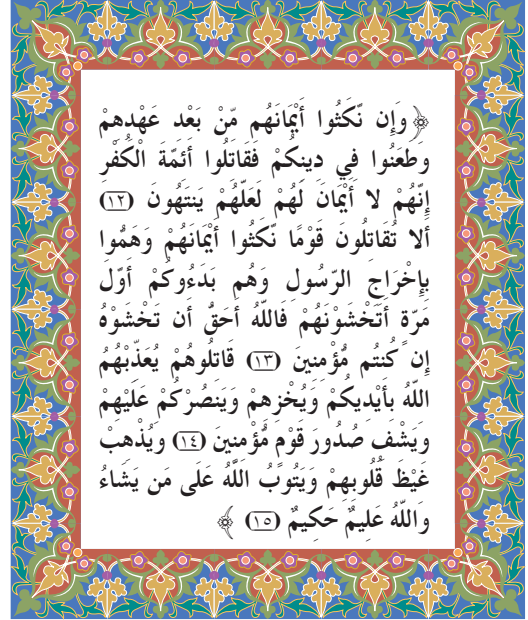 ﴿ وَإِن نَّكَثُوا أَيْمَانَهُم مِّنْ بَعْدِ عَهْدِهِمْ
وَطَعَنُوا فِي دِينِكُمْ فَقَاتِلُوا أَئِمَّةَ الْكُفْرِ
إِنَّهُمْ لا أَيْمَانَ لَهُمْ لَعَلَّهُمْ يَنتَهُونَ (١٢)
أَلا تُقَاتِلُونَ قَوْمًا نَّكَثُوا أَيْمَانَهُمْ وَهَمُّوا
بِإِخْرَاجِ الرَّسُولِ وَهُم بَدَءُوكُمْ أَوَّلَ
مَرَّةٍ أَتَخْشَوْنَهُمْ فَاللَّهُ أَحَقُّ أَن تَخْشَوْهُ
إِن كُنتُم مُّؤْمِنِينَ (١٣) قَاتِلُوهُمْ يُعَذِّبْهُمُ
اللَّهُ بِأَيْدِيكُمْ وَيُخْزِهِمْ وَيَنصُرْكُمْ عَلَيْهِمْ
وَيَشْفِ صُدُورَ قَوْمٍ مُّؤْمِنِينَ (١٤) وَيُذْهِبْ
غَيْظَ قُلُوبِهِمْ وَيَتُوبُ اللَّهُ عَلَى مَن يَشَاءُ
وَاللَّهُ عَلِيمٌ حَكِيمٌ (١٥) ﴾